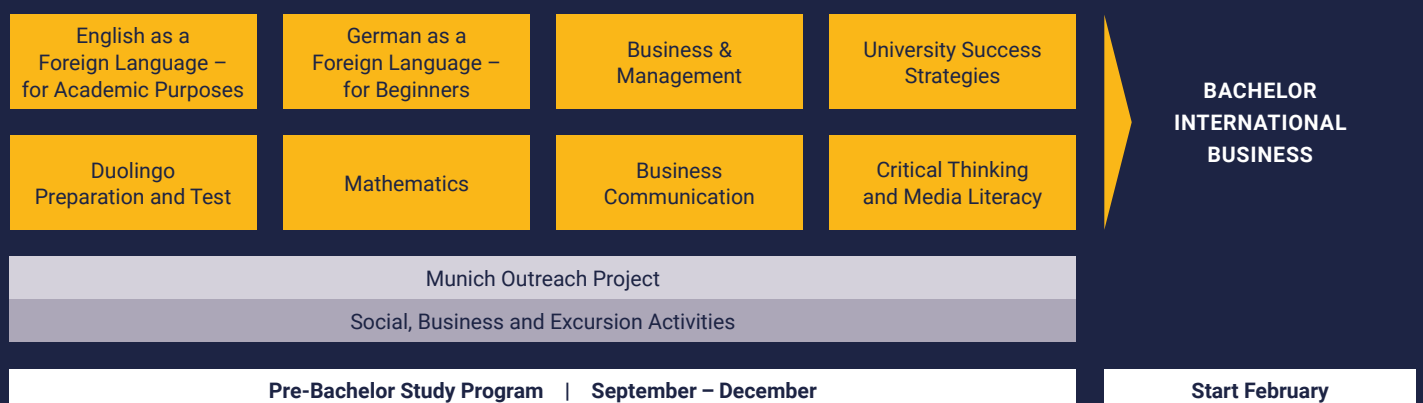 English as a
Foreign Language –
for Academic Purposes
German as a
Foreign Language –
for Beginners
Business &
Management
University Success
Strategies
Duolingo
Preparation and Test
Mathematics
Business
Communication
Critical Thinking
and Media Literacy
BACHELOR
INTERNATIONAL
BUSINESS
Munich Outreach Project
Social, Business and Excursion Activities
Pre-Bachelor Study Program | September – December
Start February